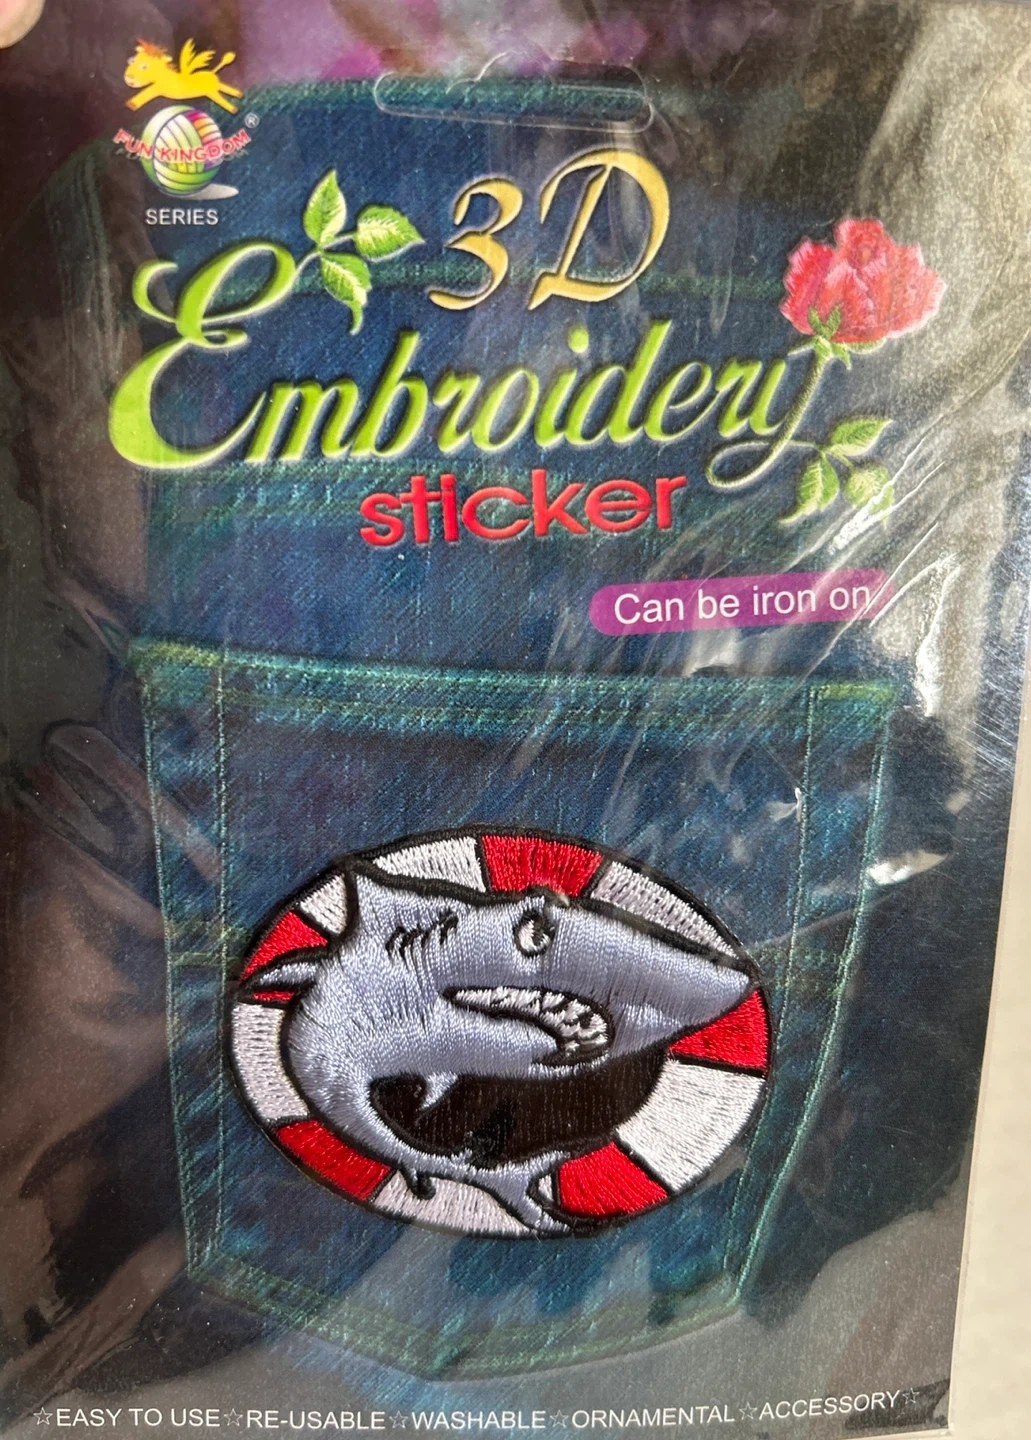 FUN KINGDOM®
SERIES
3D
Embroidery
sticker
Can be iron on
☆EASY TO USE☆RE-USABLE☆WASHABLE☆ORNAMENTAL☆ACCESSORY☆